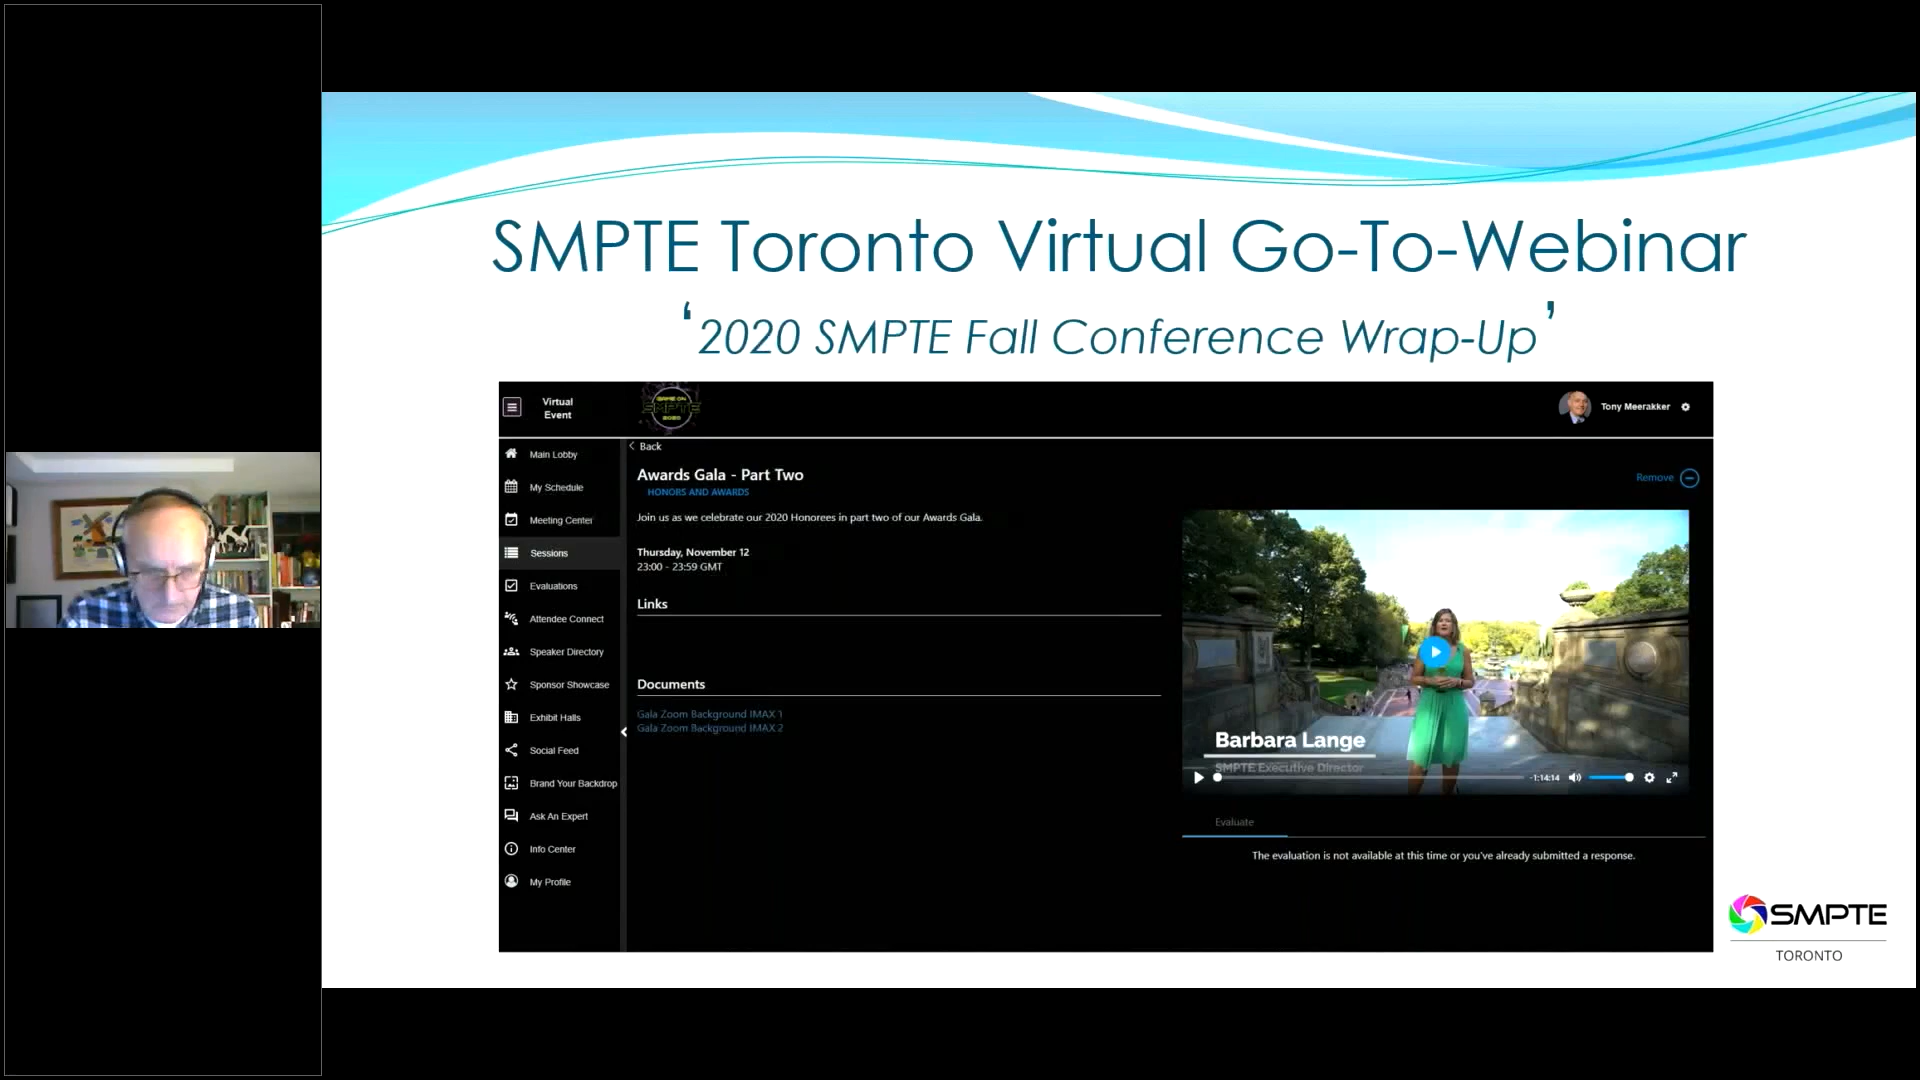 SMPTE Toronto Virtual Go-To-Webinar
‘2020 SMPTE Fall Conference Wrap-Up’
Virtual
Event
GAME ON
SMPTE
2020
Tony Meerakker
Main Lobby
My Schedule
Meeting Center
Sessions
Evaluations
Attendee Connect
Speaker Directory
Sponsor Showcase
Exhibit Halls
Social Feed
Brand Your Backdrop
Ask An Expert
Info Center
My Profile
< Back
Awards Gala - Part Two
HONORS AND AWARDS
Join us as we celebrate our 2020 Honorees in part two of our Awards Gala.
Thursday, November 12
23:00 - 23:59 GMT
Links
Documents
Gala Zoom Background IMAX 1
Gala Zoom Background IMAX 2
Remove
Barbara Lange
SMPTE Executive Director
-1:14:14
Evaluate
The evaluation is not available at this time or you've already submitted a response.
SMPTE
TORONTO